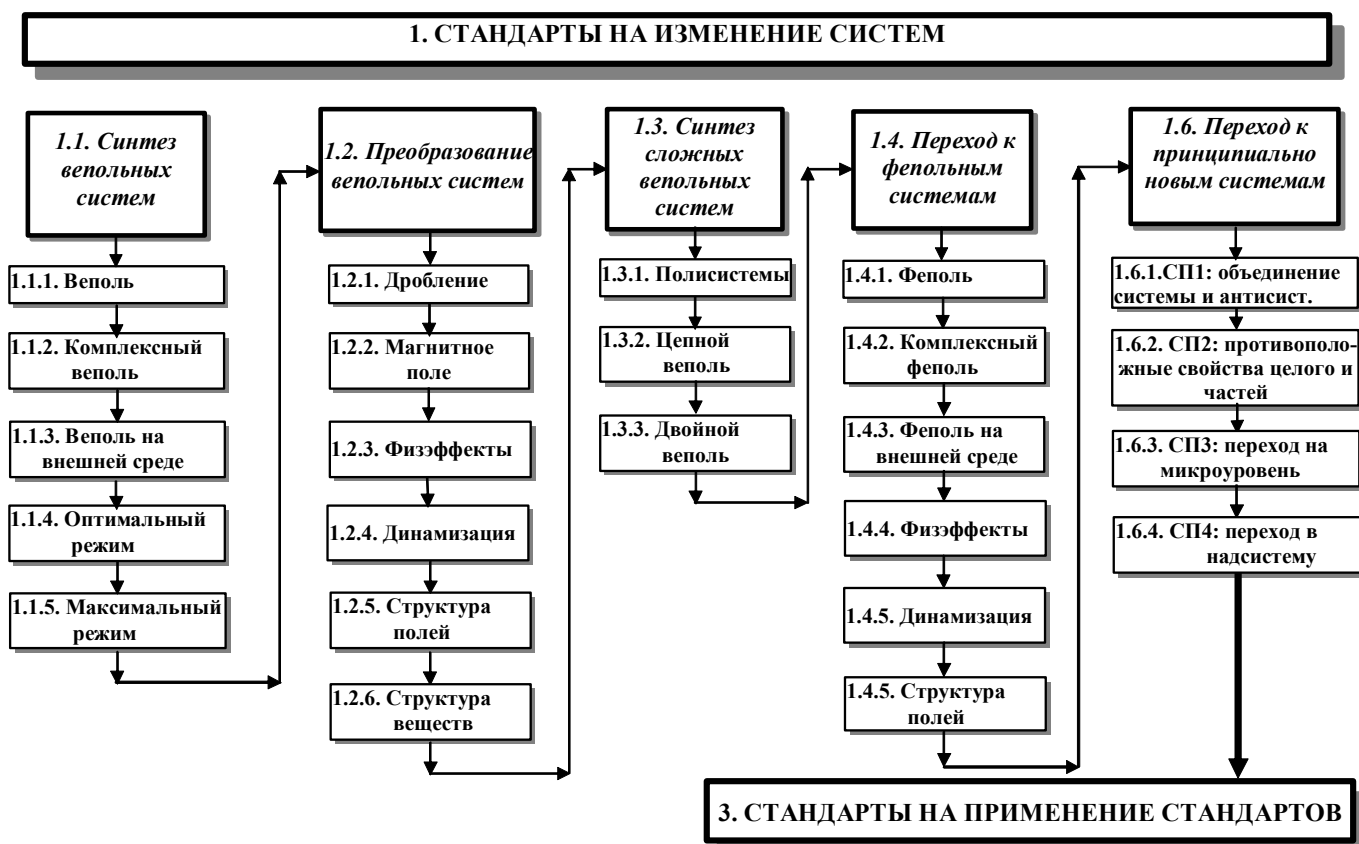 1. СТАНДАРТЫ НА ИЗМЕНЕНИЕ СИСТЕМ
1.1. Синтез
вепольных
систем
1.1.1. Веполь
1.1.2. Комплексный
веполь
1.1.3. Веполь на
внешней среде
1.1.4. Оптимальный
режим
1.1.5. Максимальный
режим
1.2. Преобразование
вепольных систем
1.2.1. Дробление
1.2.2. Магнитное
поле
1.2.3. Физэффекты
1.2.4. Динамизация
1.2.5. Структура
полей
1.2.6. Структура
веществ
1.3. Синтез
сложных
вепольных
систем
1.3.1. Полисистемы
1.3.2. Цепной
веполь
1.3.3. Двойной
веполь
1.4. Переход к
фепольным
системам
1.4.1. Феполь
1.4.2. Комплексный
феполь
1.4.3. Феполь на
внешней среде
1.4.4. Физэффекты
1.4.5. Динамизация
1.4.5. Структура
полей
1.6. Переход к
принципиально
новым системам
1.6.1.СП1: объединение
системы и антисист.
1.6.2. СП2: противополо-
жные свойства целого и
частей
1.6.3. СП3: переход на
микроуровень
1.6.4. СП4: переход в
надсистему
3. СТАНДАРТЫ НА ПРИМЕНЕНИЕ СТАНДАРТОВ